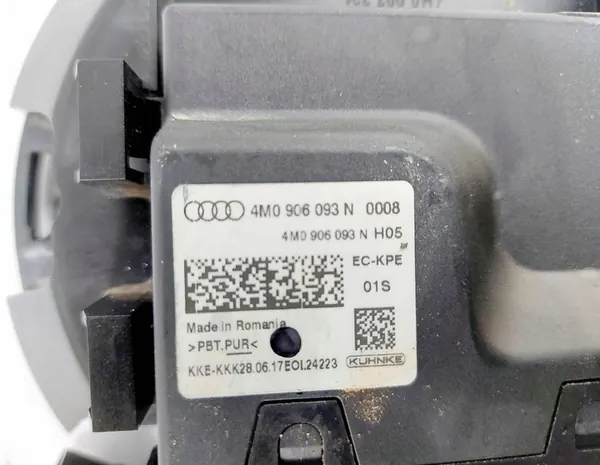 4M0 906 093 N 0008
4M0 906 093 N H05
EC-KPE
01S
Made in Romania
>PBT,PUR<
KUHNKE
KKE-KKK28.06.17EOL24223